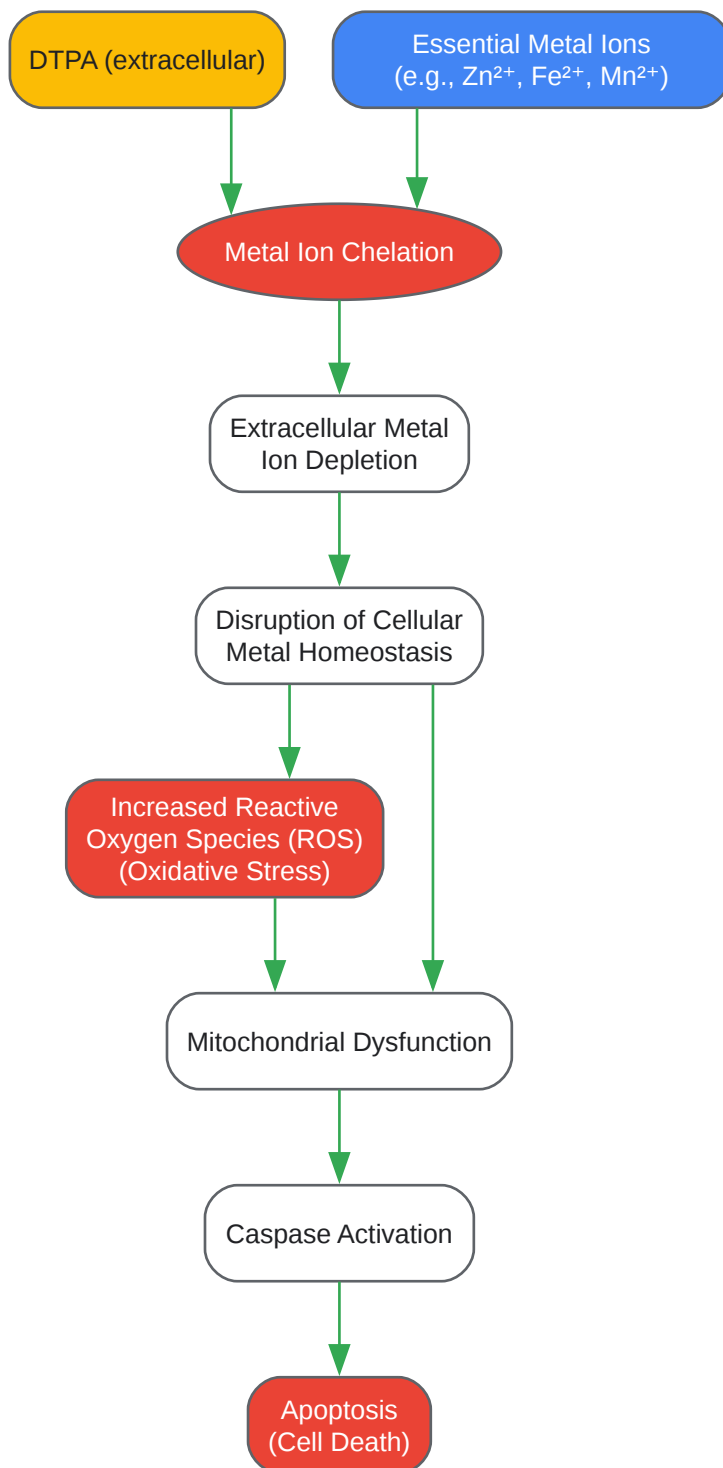 DTPA (extracellular)
Essential Metal Ions
(e.g., Zn²⁺, Fe²⁺, Mn²⁺)
Metal Ion Chelation
Extracellular Metal
Ion Depletion
Disruption of Cellular
Metal Homeostasis
Increased Reactive
Oxygen Species (ROS)
(Oxidative Stress)
Mitochondrial Dysfunction
Caspase Activation
Apoptosis
(Cell Death)